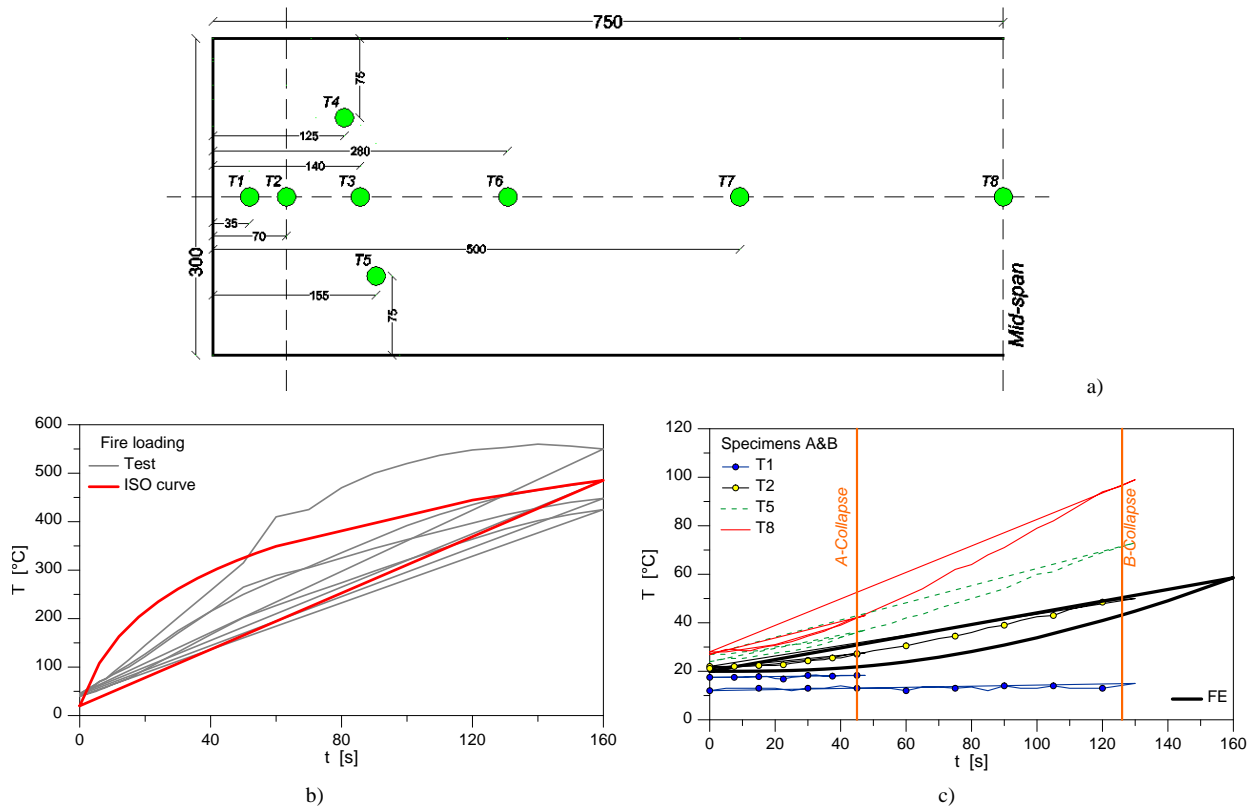 750
75
T4
125
280
140
T1 T2 T3 T6 T7 T8
35
70
500
300
T5
155
75
Mid-span
a)
600
500
400
300
200
100
0
T [°C]
Fire loading
Test
ISO curve
0 40 80 120 160
t [s]
b)
120
100
80
60
40
20
0
T [°C]
Specimens A&B
T1
T2
T5
T8
A-Collapse
B-Collapse
FE
0 20 40 60 80 100 120 140 160
t [s]
c)